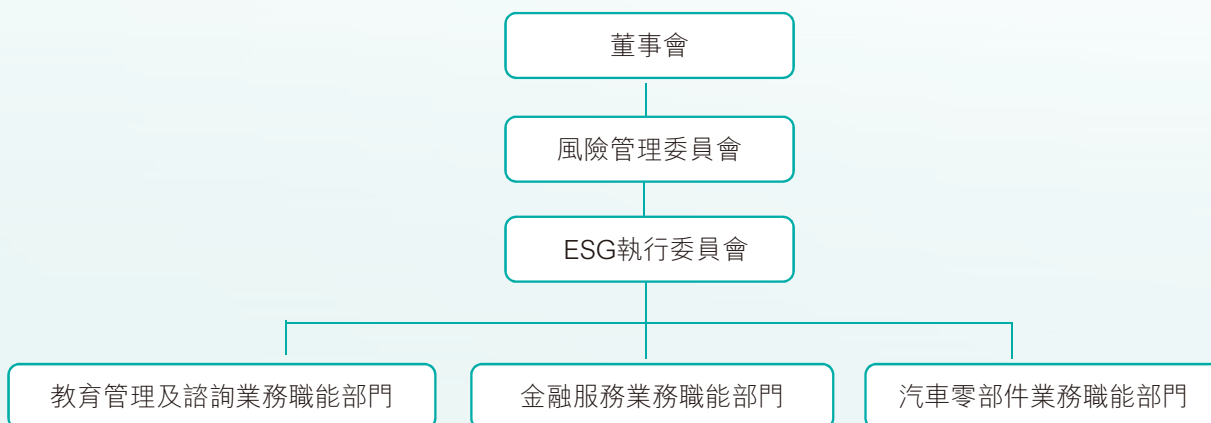 董事會
風險管理委員會
ESG執行委員會
教育管理及諮詢業務職能部門
金融服務業務職能部門
汽車零部件業務職能部門